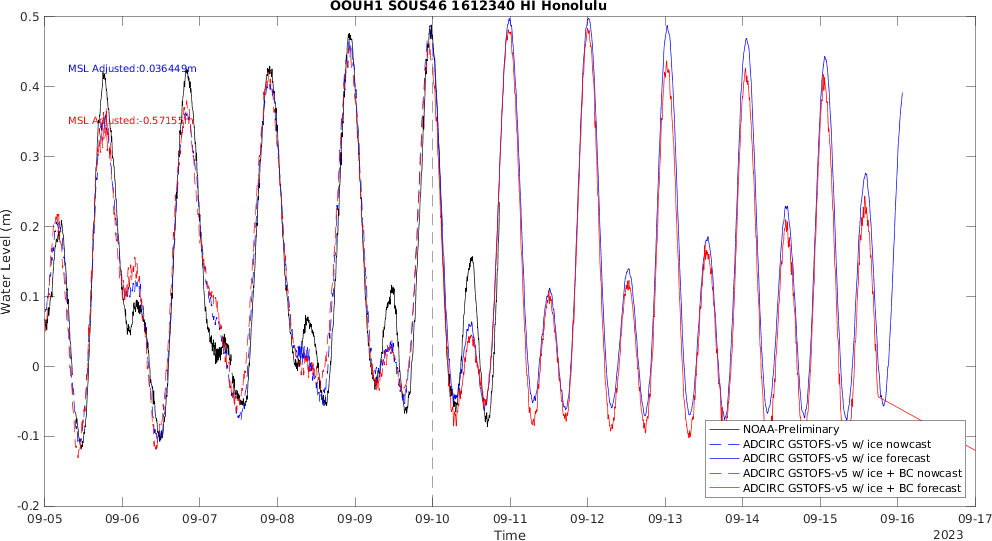 OOUH1 SOUS46 1612340 HI Honolulu
0.5
0.4
0.3
0.2
0.1
0
-0.1
-0.2
Water Level (m)
MSL Adjusted:0.036449m
MSL Adjusted:-0.57155m
NOAA-Preliminary
ADCIRC GSTOFS-v5 w/ ice nowcast
ADCIRC GSTOFS-v5 w/ ice forecast
ADCIRC GSTOFS-v5 w/ ice + BC nowcast
ADCIRC GSTOFS-v5 w/ ice + BC forecast
09-05 09-06 09-07 09-08 09-09 09-10 09-11 09-12 09-13 09-14 09-15 09-16 09-17
Time
2023